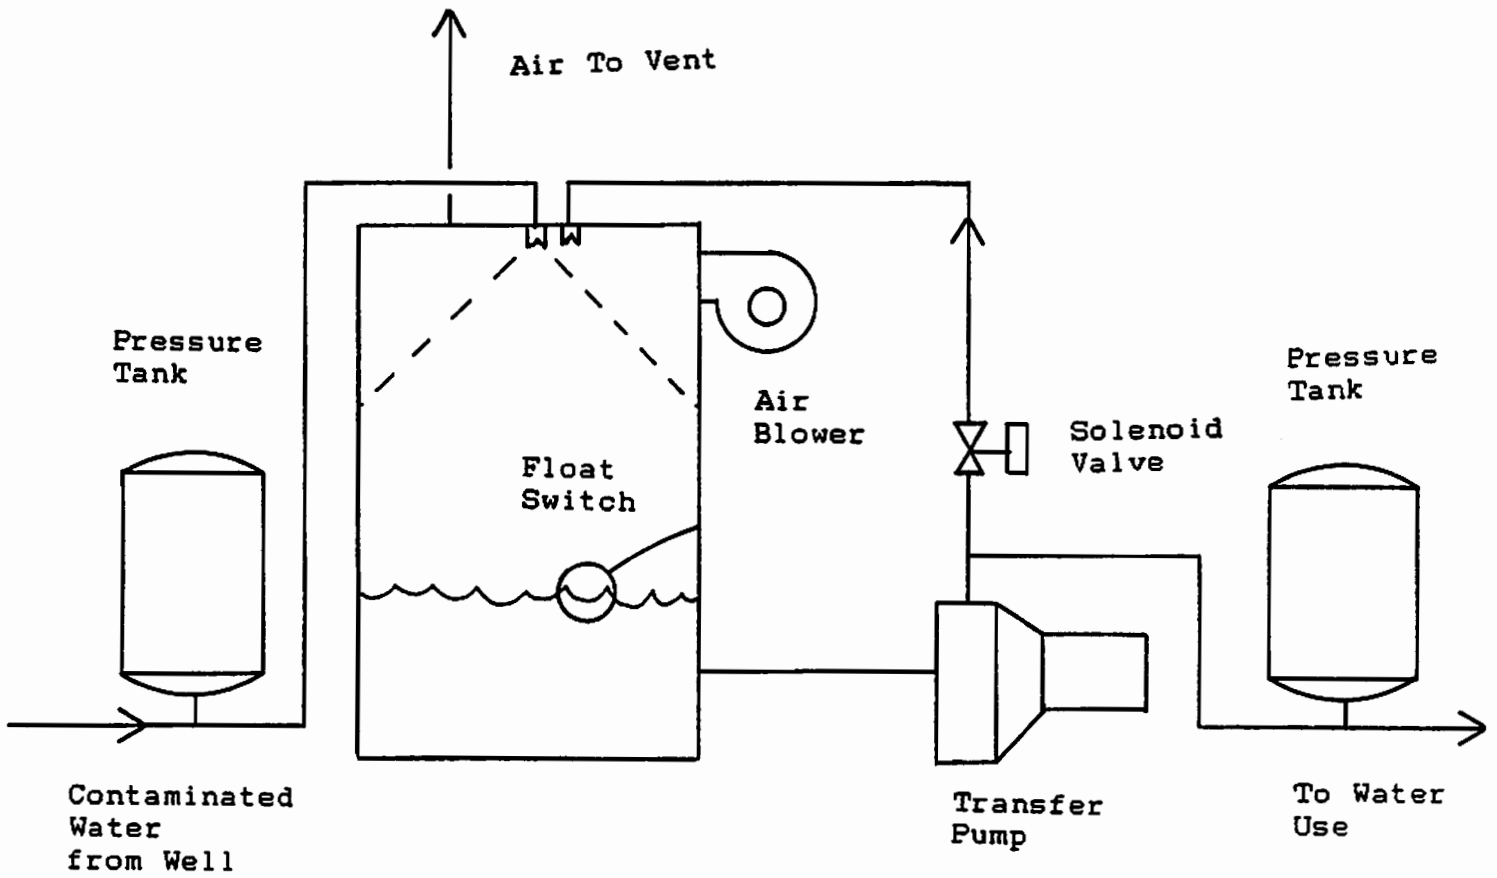 Air To Vent
Pressure
Tank
Air
Blower
Float
Switch
Solenoid
Valve
Pressure
Tank
Contaminated
Water
from Well
Transfer
Pump
To Water
Use